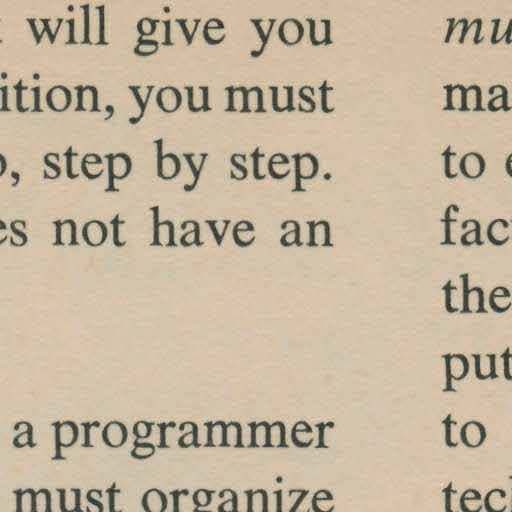 will give you
ition, you must
, step by step.
es not have an
a programmer
must organize
mu
ma
to e
fac
the
put
to
tec